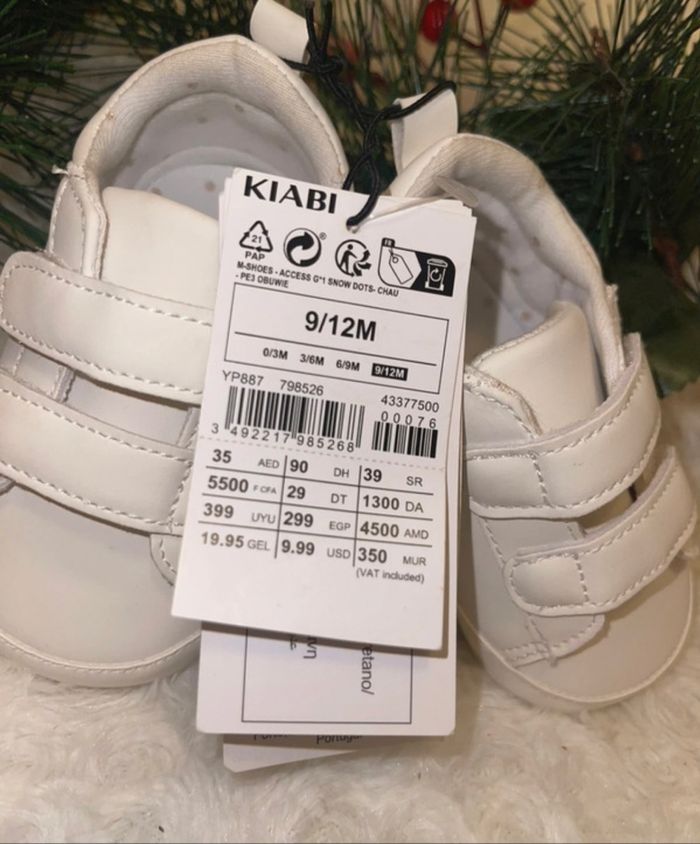 KIABI
21
PAP
FR
M-SHOES - ACCESS G*1 SNOW DOTS- CHAU
- PE3 OBUWIE
9/12M
0/3M 3/6M 6/9M 9/12M
YP887 798526 43377500
00076
3 492217 985268
35 AED 90 DH 39 SR
5500 F CFA 29 DT 1300 DA
399 UYU 299 EGP 4500 AMD
19.95 GEL 9.99 USD 350 MUR
(VAT included)
etano/